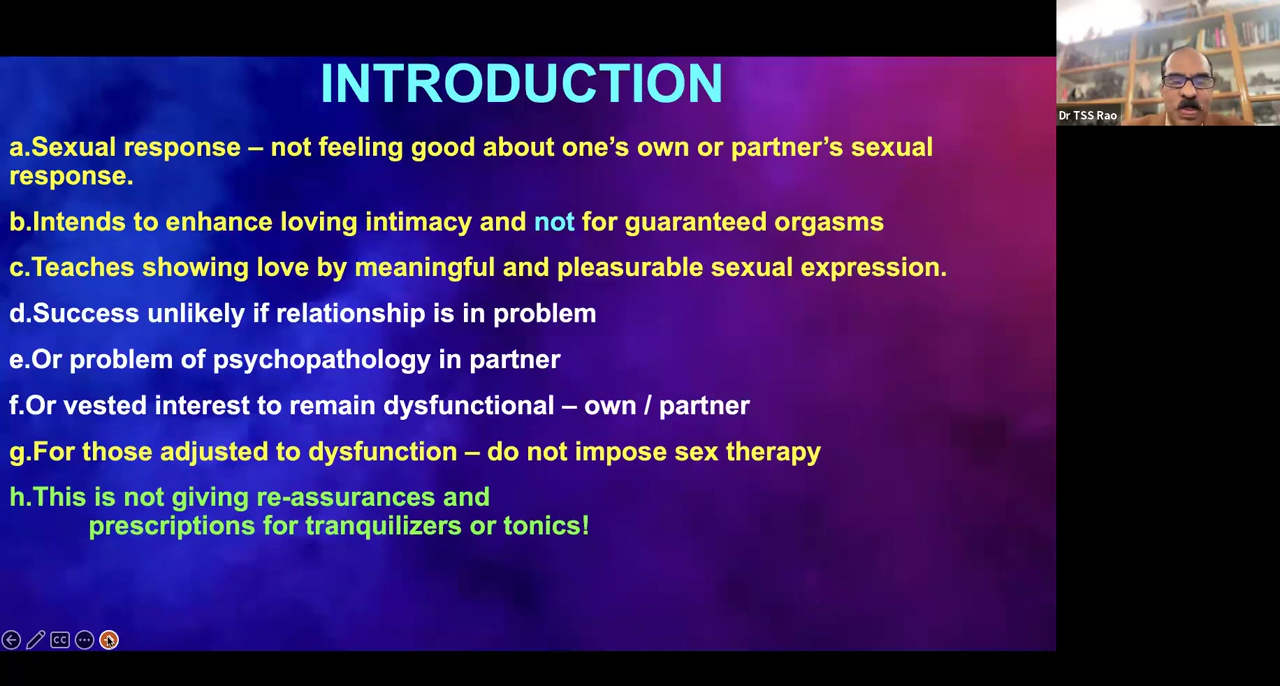 INTRODUCTION
a.Sexual response – not feeling good about one’s own or partner’s sexual
response.
b.Intends to enhance loving intimacy and not for guaranteed orgasms
c.Teaches showing love by meaningful and pleasurable sexual expression.
d.Success unlikely if relationship is in problem
e.Or problem of psychopathology in partner
f.Or vested interest to remain dysfunctional – own / partner
g.For those adjusted to dysfunction – do not impose sex therapy
h.This is not giving re-assurances and
prescriptions for tranquilizers or tonics!
Dr TSS Rao
CC